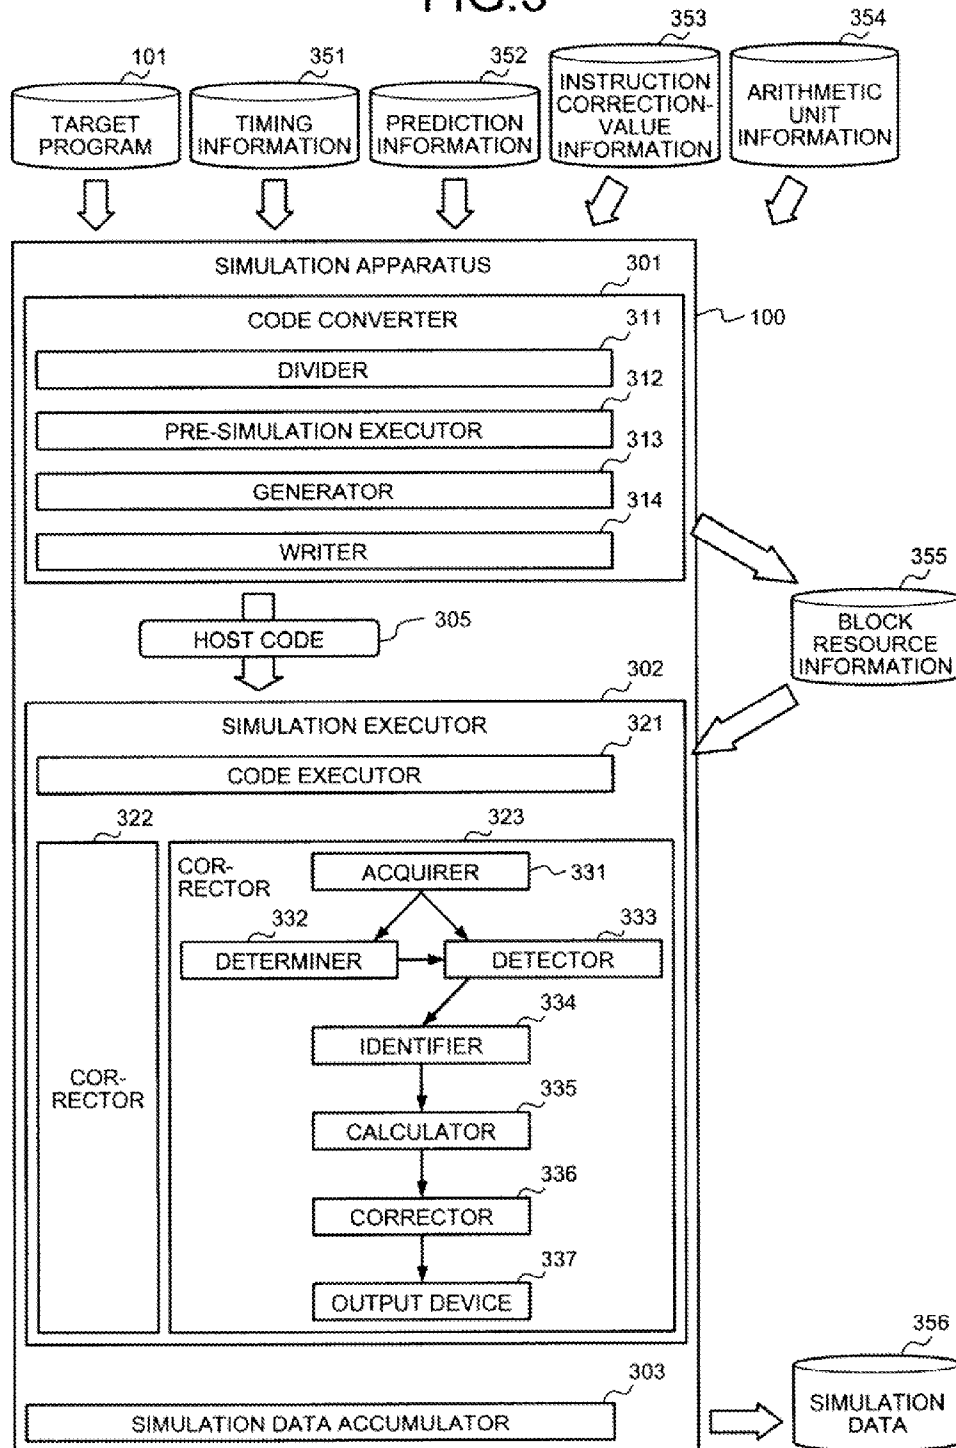 FIG.3
101
351
352
353
354
TARGET
PROGRAM
TIMING
INFORMATION
PREDICTION
INFORMATION
INSTRUCTION
CORRECTION-
VALUE
INFORMATION
ARITHMETIC
UNIT
INFORMATION
SIMULATION APPARATUS
301
CODE CONVERTER
100
311
DIVIDER
312
PRE-SIMULATION EXECUTOR
313
GENERATOR
314
WRITER
355
BLOCK
RESOURCE
INFORMATION
HOST CODE
305
302
SIMULATION EXECUTOR
321
CODE EXECUTOR
322
323
COR-
RECTOR
COR-
RECTOR
ACQUIRER
331
332
333
DETERMINER
DETECTOR
334
IDENTIFIER
335
CALCULATOR
336
CORRECTOR
337
OUTPUT DEVICE
356
303
SIMULATION DATA ACCUMULATOR
SIMULATION
DATA